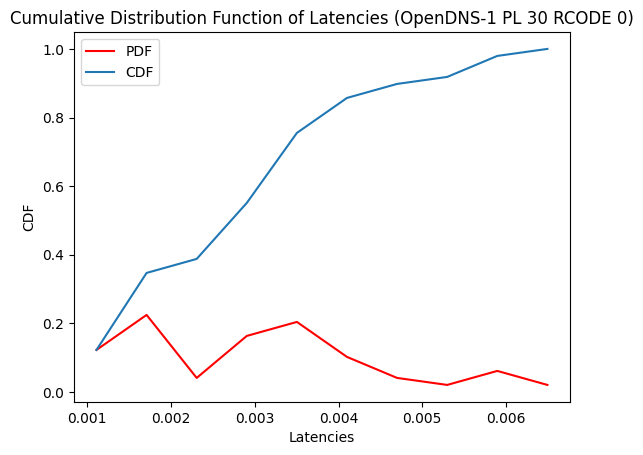 Cumulative Distribution Function of Latencies (OpenDNS-1 PL 30 RCODE 0)
PDF
CDF
1.0
0.8
0.6
0.4
0.2
0.0
CDF
0.001
0.002
0.003
0.004
0.005
0.006
Latencies